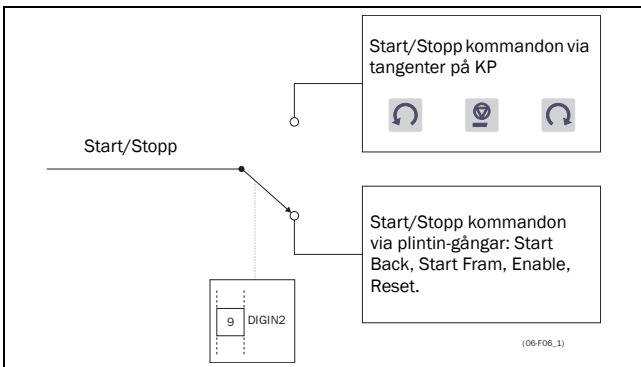 Start/Stopp kommandon via
tangenter på KP
Start/Stopp
Start/Stopp kommandon
via plintin-gångar: Start
Back, Start Fram, Enable,
Reset.
9 DIGIN2
(06-F06_1)